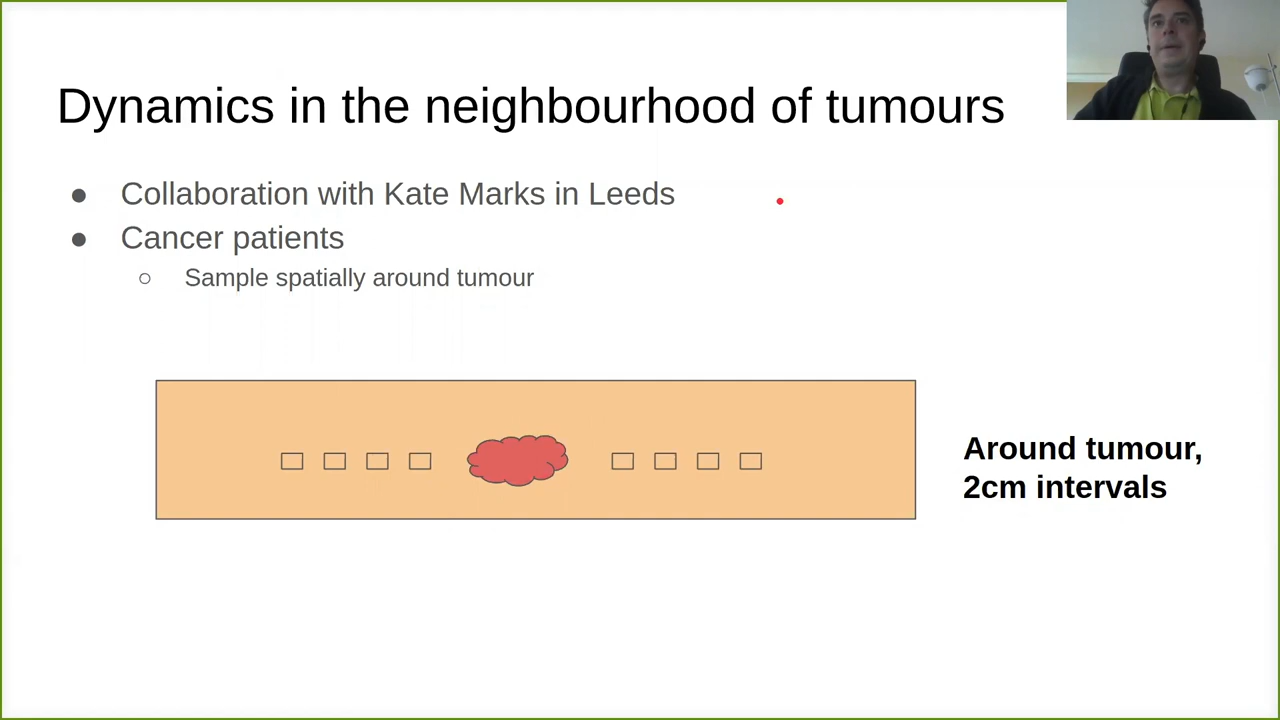 Dynamics in the neighbourhood of tumours
● Collaboration with Kate Marks in Leeds
● Cancer patients
○ Sample spatially around tumour
Around tumour,
2cm intervals